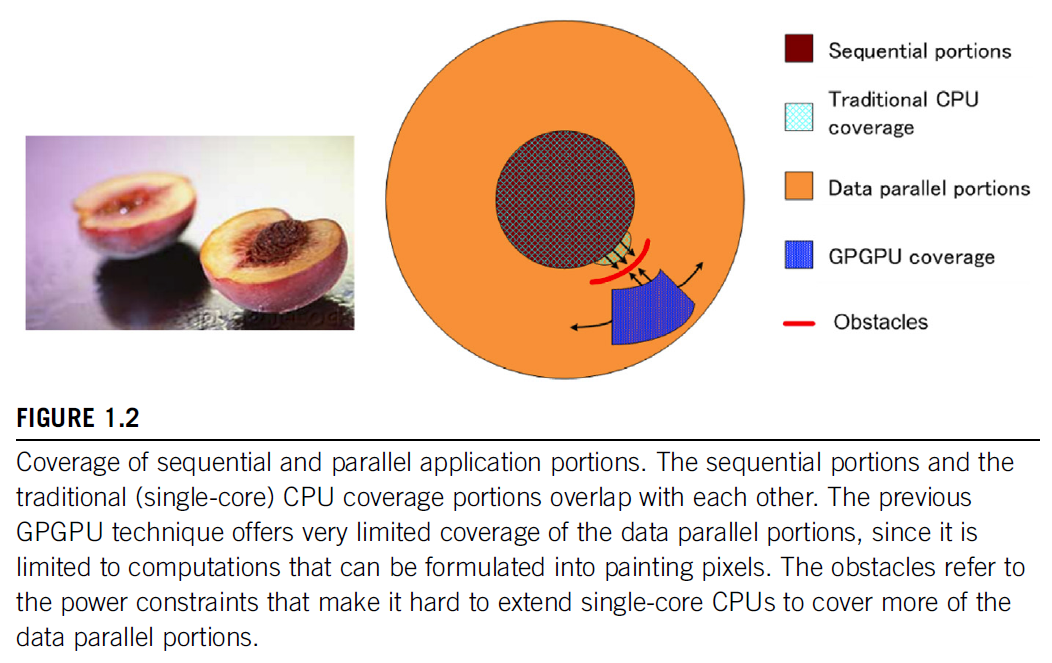 Sequential portions
Traditional CPU
coverage
Data parallel portions
GPGPU coverage
Obstacles
FIGURE 1.2
Coverage of sequential and parallel application portions. The sequential portions and the
traditional (single-core) CPU coverage portions overlap with each other. The previous
GPGPU technique offers very limited coverage of the data parallel portions, since it is
limited to computations that can be formulated into painting pixels. The obstacles refer to
the power constraints that make it hard to extend single-core CPUs to cover more of the
data parallel portions.